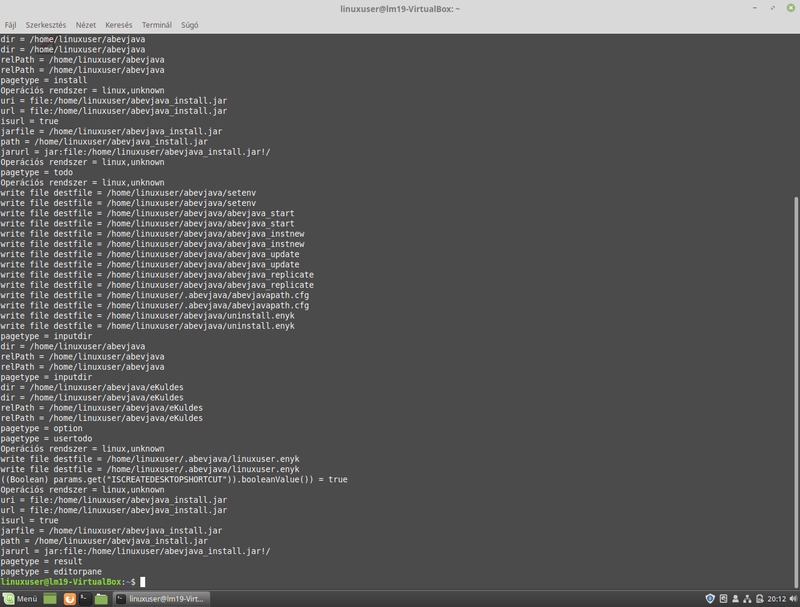 linuxuser@lm19-VirtualBox: ~
Fájl Szerkesztés Nézet Keresés Terminál Súgó
dir = /home/linuxuser/abevjava
dir = /home/linuxuser/abevjava
relPath = /home/linuxuser/abevjava
relPath = /home/linuxuser/abevjava
pagetype = install
Operációs rendszer = linux,unknown
uri = file:/home/linuxuser/abevjava_install.jar
url = file:/home/linuxuser/abevjava_install.jar
isurl = true
jarfile = /home/linuxuser/abevjava_install.jar
path = /home/linuxuser/abevjava_install.jar
jarurl = jar:file:/home/linuxuser/abevjava_install.jar!/
Operációs rendszer = linux,unknown
pagetype = todo
Operációs rendszer = linux,unknown
write file destfile = /home/linuxuser/abevjava/setenv
write file destfile = /home/linuxuser/abevjava/setenv
write file destfile = /home/linuxuser/abevjava/abevjava_start
write file destfile = /home/linuxuser/abevjava/abevjava_start
write file destfile = /home/linuxuser/abevjava/abevjava_instnew
write file destfile = /home/linuxuser/abevjava/abevjava_instnew
write file destfile = /home/linuxuser/abevjava/abevjava_update
write file destfile = /home/linuxuser/abevjava/abevjava_update
write file destfile = /home/linuxuser/abevjava/abevjava_replicate
write file destfile = /home/linuxuser/abevjava/abevjava_replicate
write file destfile = /home/linuxuser/.abevjava/abevjavapath.cfg
write file destfile = /home/linuxuser/.abevjava/abevjavapath.cfg
write file destfile = /home/linuxuser/abevjava/uninstall.enyk
write file destfile = /home/linuxuser/abevjava/uninstall.enyk
pagetype = inputdir
dir = /home/linuxuser/abevjava
relPath = /home/linuxuser/abevjava
relPath = /home/linuxuser/abevjava
pagetype = inputdir
dir = /home/linuxuser/abevjava/eKuldes
dir = /home/linuxuser/abevjava/eKuldes
relPath = /home/linuxuser/abevjava/eKuldes
relPath = /home/linuxuser/abevjava/eKuldes
pagetype = option
pagetype = usertodo
Operációs rendszer = linux,unknown
write file destfile = /home/linuxuser/.abevjava/linuxuser.enyk
write file destfile = /home/linuxuser/.abevjava/linuxuser.enyk
((Boolean) params.get("ISCREATEDESKTOPSHORTCUT")).booleanValue()) = true
Operációs rendszer = linux,unknown
uri = file:/home/linuxuser/abevjava_install.jar
url = file:/home/linuxuser/abevjava_install.jar
isurl = true
jarfile = /home/linuxuser/abevjava_install.jar
path = /home/linuxuser/abevjava_install.jar
jarurl = jar:file:/home/linuxuser/abevjava_install.jar!/
pagetype = result
pagetype = editorpane
linuxuser@lm19-VirtualBox:~$
Menü linuxuser@lm19-Virt... 20:12